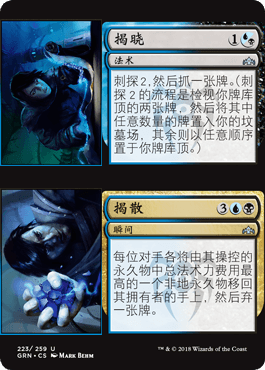 揭晓 1
法术
刺探2,然后抓一张牌。(刺
探2的流程是检视你牌库
顶的两张牌,然后将其中
任意数量的牌置入你的坟
墓场,其余则以任意顺序
置于你牌库顶。)
揭散 3
瞬间
每位对手各将由其操控的
永久物中总法术力费用最
高的一个非地永久物移回
其拥有者的手上,然后弃
一张牌。
223/259 U
GRN • CS MARK BEHM
™ & © 2018 Wizards of the Coast